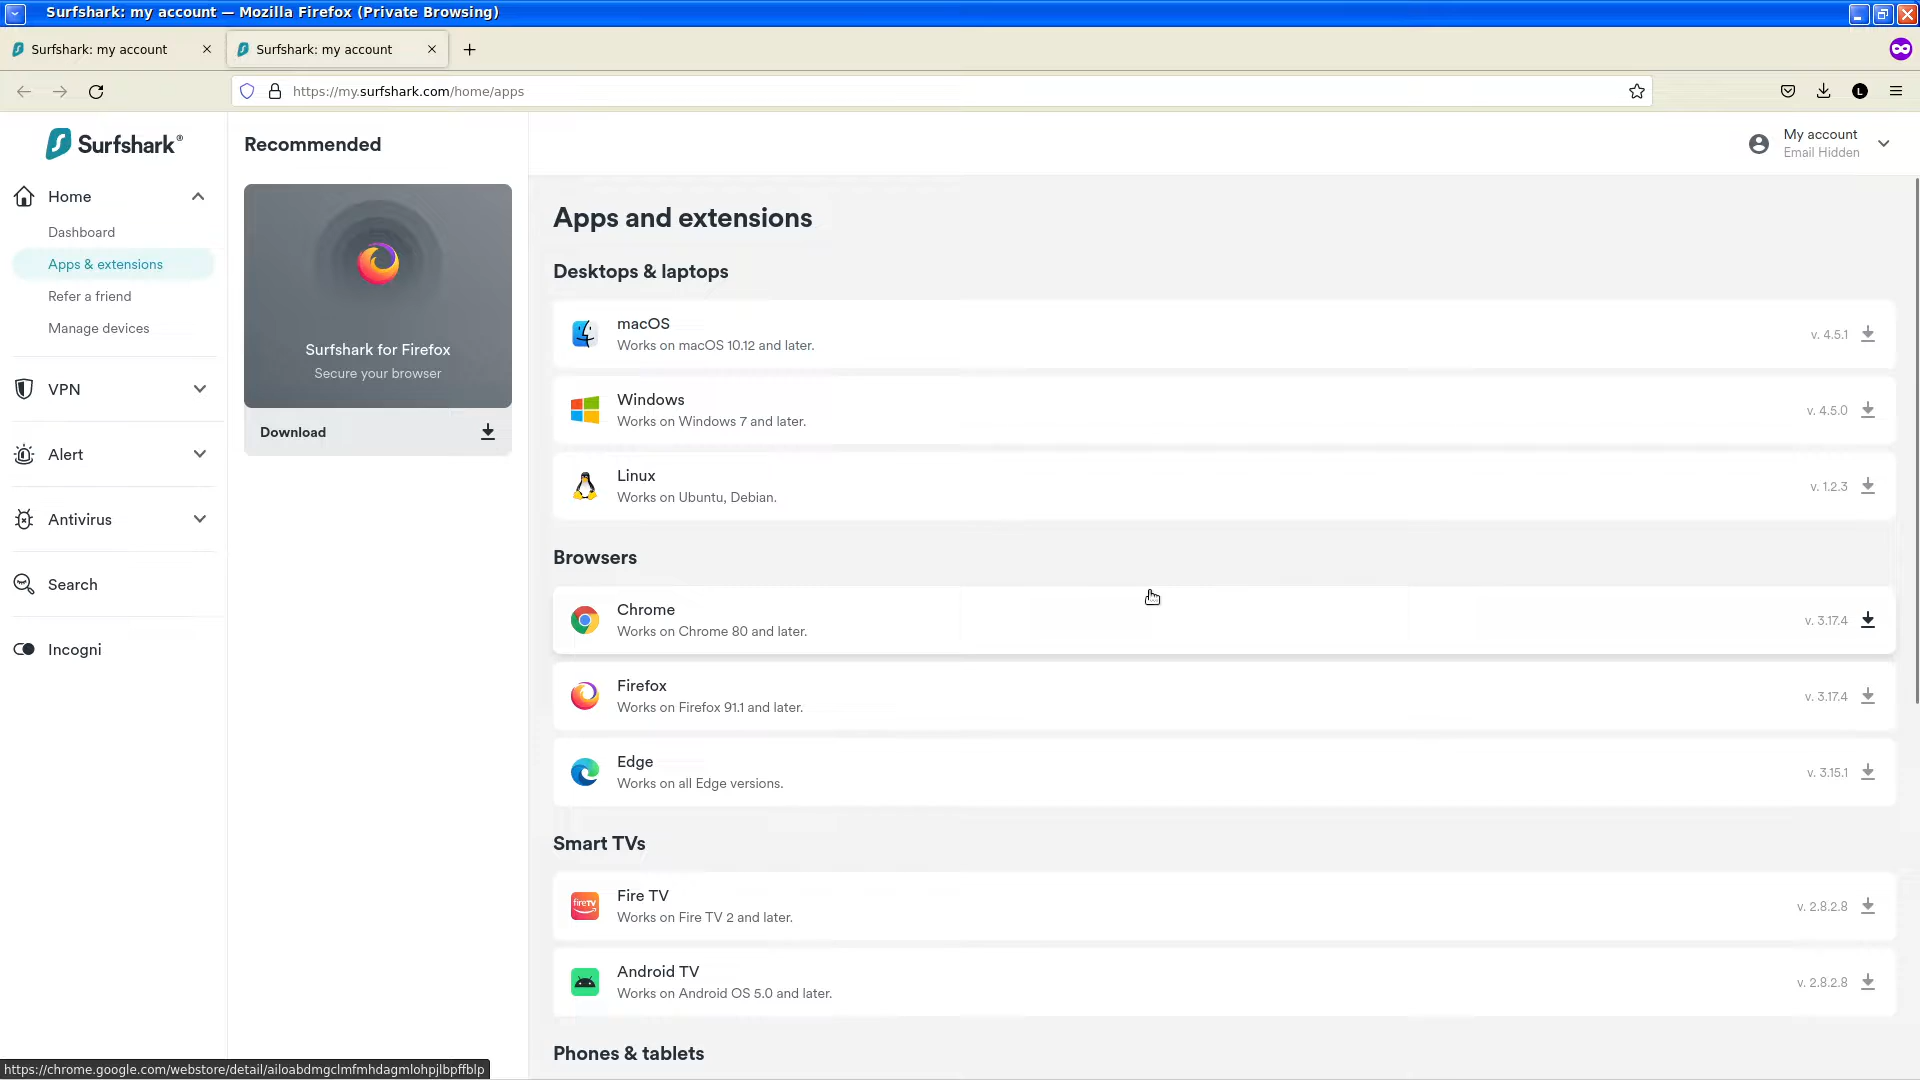 Surfshark: my account — Mozilla Firefox (Private Browsing)
Surfshark: my account
Surfshark: my account
https://my.surfshark.com/home/apps
Surfshark®
Home
Dashboard
Apps & extensions
Refer a friend
Manage devices
VPN
Alert
Antivirus
Search
Incogni
Recommended
Surfshark for Firefox
Secure your browser
Download
My account
Email Hidden
Apps and extensions
Desktops & laptops
macOS
Works on macOS 10.12 and later.
v. 4.5.1
Windows
Works on Windows 7 and later.
v. 4.5.0
Linux
Works on Ubuntu, Debian.
v. 1.2.3
Browsers
Chrome
Works on Chrome 80 and later.
v. 3.17.4
Firefox
Works on Firefox 91.1 and later.
v. 3.17.4
Edge
Works on all Edge versions.
v. 3.15.1
Smart TVs
fireTV
Fire TV
Works on Fire TV 2 and later.
v. 2.8.2.8
Android TV
Works on Android OS 5.0 and later.
v. 2.8.2.8
Phones & tablets
https://chrome.google.com/webstore/detail/ailoabdmgclmfmhdagmlohpjlbpffblp
L